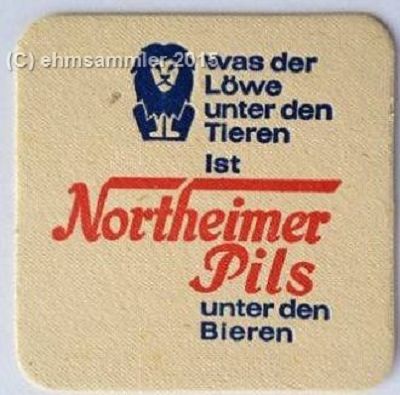 (C) ehmsammler 2015
was der
Löwe
unter den
Tieren
ist
Northeimer
Pils
unter den
Bieren